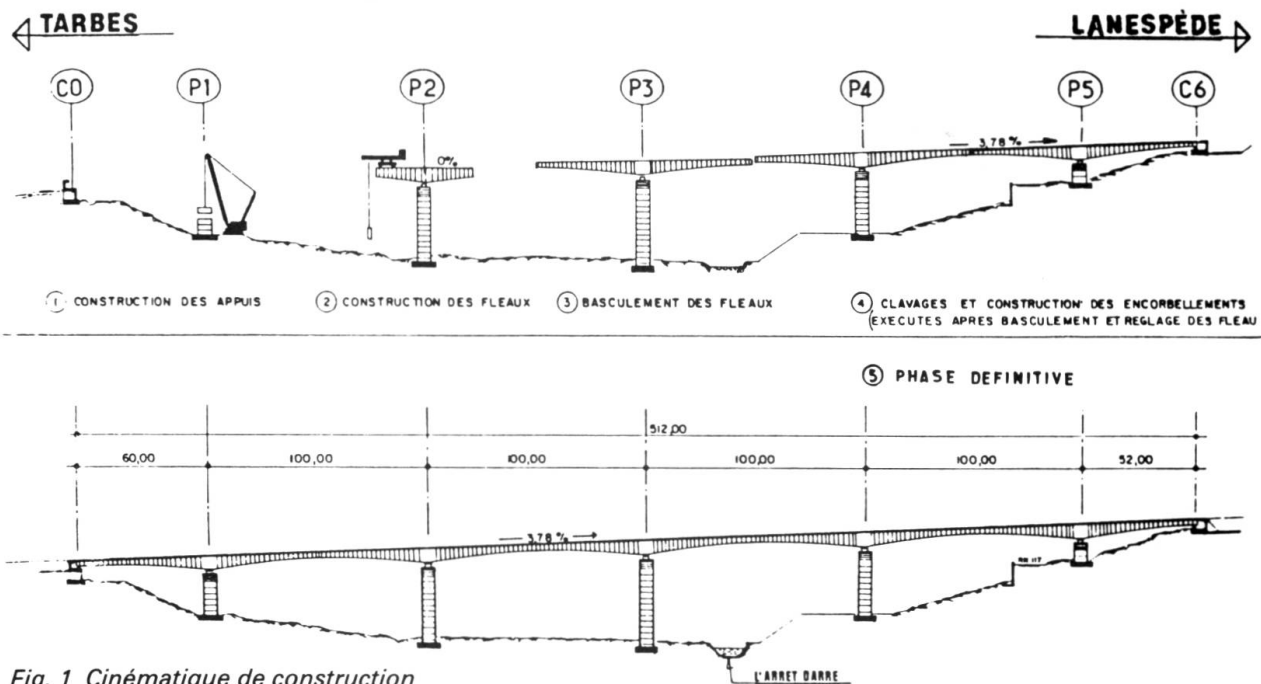 TARBES
LANESPÈDE
C0 P1 P2 P3 P4 P5 C6
0%
3,78 %
1 CONSTRUCTION DES APPUIS
2 CONSTRUCTION DES FLEAUX
3 BASCULEMENT DES FLEAUX
4 CLAVAGES ET CONSTRUCTION DES ENCORBELLEMENTS
(EXECUTES APRES BASCULEMENT ET REGLAGE DES FLEAU
5 PHASE DEFINITIVE
512,00
60,00 100,00 100,00 100,00 100,00 52,00
3,78 %
RN 117
L'ARRET DARRE
Fig. 1 Cinématique de construction